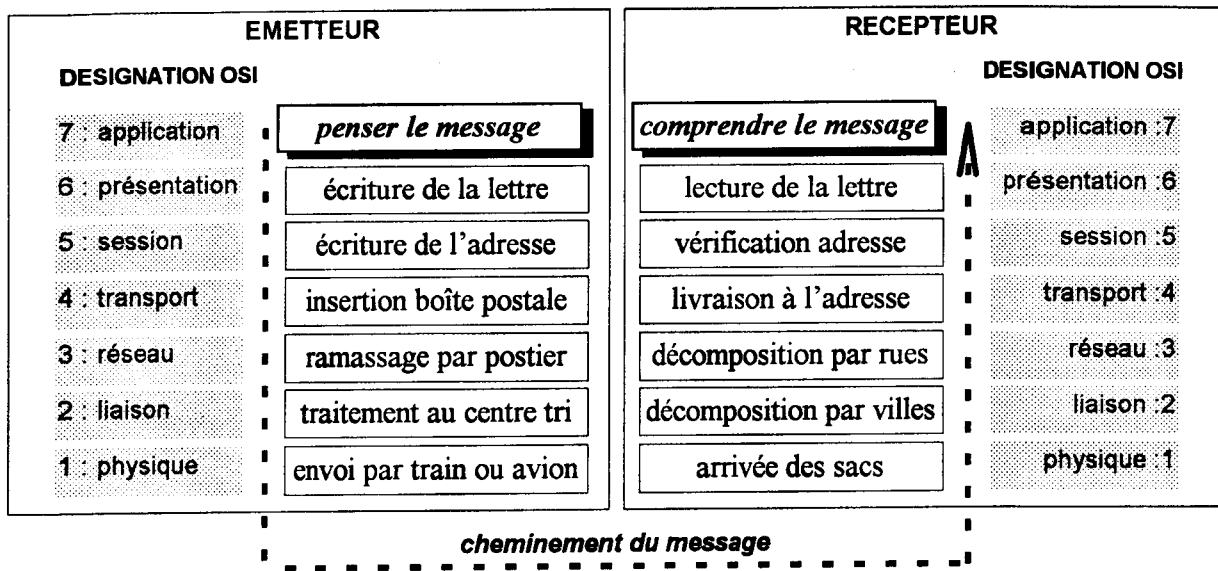 EMETTEUR
DESIGNATION OSI
7 : application
penser le message
6 : présentation
écriture de la lettre
5 : session
écriture de l'adresse
4 : transport
insertion boîte postale
3 : réseau
ramassage par postier
2 : liaison
traitement au centre tri
1 : physique
envoi par train ou avion
RECEPTEUR
DESIGNATION OSI
comprendre le message
application :7
lecture de la lettre
présentation :6
vérification adresse
session :5
livraison à l'adresse
transport :4
décomposition par rues
réseau :3
décomposition par villes
liaison :2
arrivée des sacs
physique :1
cheminement du message